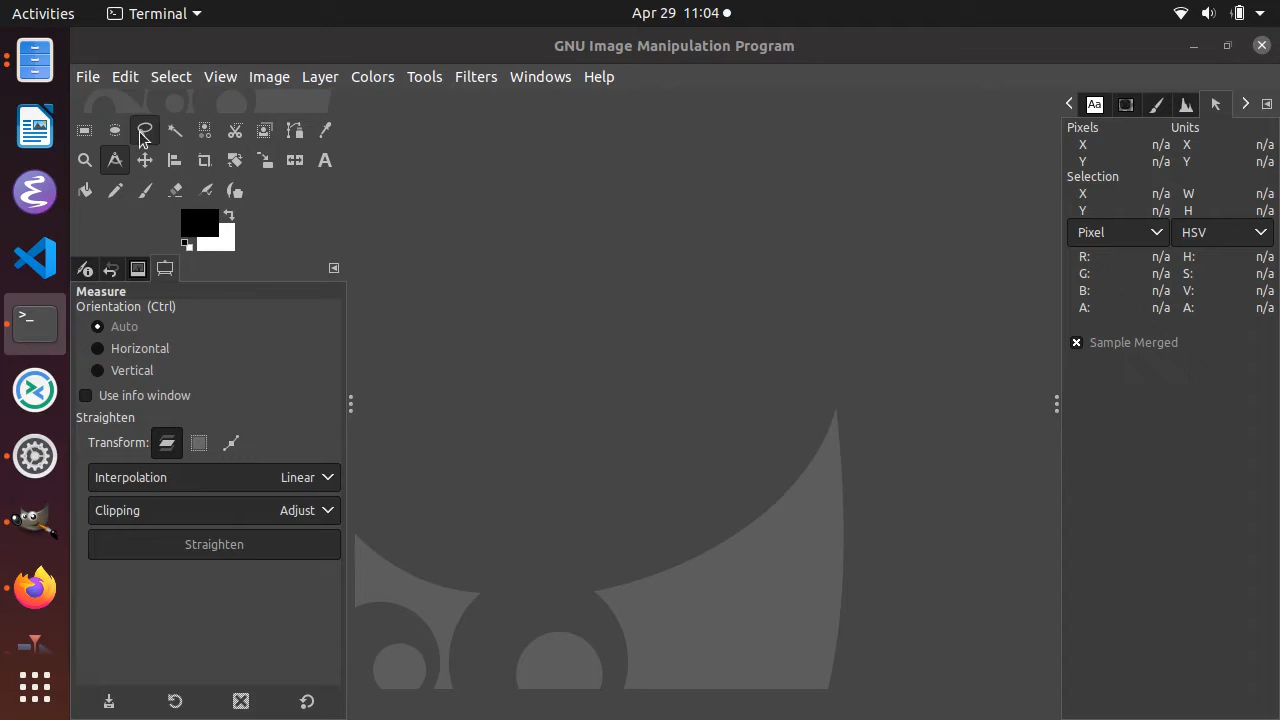 Activities
Terminal
Apr 29 11:04
GNU Image Manipulation Program
File Edit Select View Image Layer Colors Tools Filters Windows Help
Aa
A
Pixels Units
X n/a X n/a
Y n/a Y n/a
Selection
X n/a W n/a
Y n/a H n/a
Pixel HSV
R: n/a H: n/a
G: n/a S: n/a
B: n/a V: n/a
A: n/a A: n/a
Sample Merged
Measure
Orientation (Ctrl)
Auto
Horizontal
Vertical
Use info window
Straighten
Transform:
Interpolation Linear
Clipping Adjust
Straighten